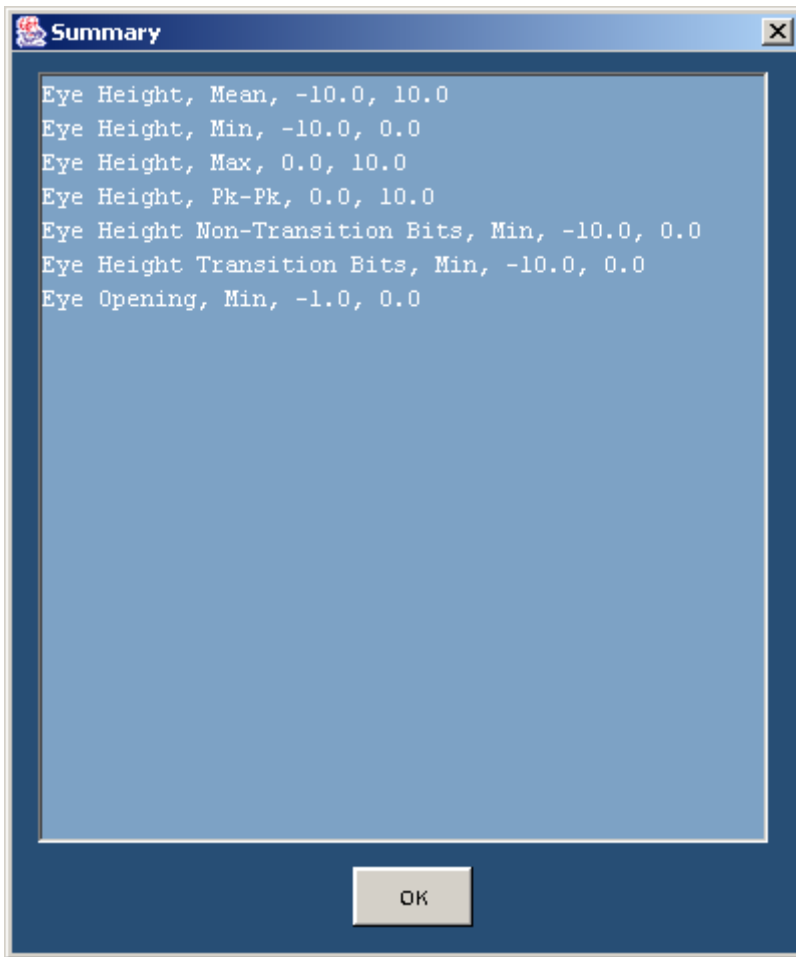 Summary
Eye Height, Mean, -10.0, 10.0
Eye Height, Min, -10.0, 0.0
Eye Height, Max, 0.0, 10.0
Eye Height, Pk-Pk, 0.0, 10.0
Eye Height Non-Transition Bits, Min, -10.0, 0.0
Eye Height Transition Bits, Min, -10.0, 0.0
Eye Opening, Min, -1.0, 0.0
OK